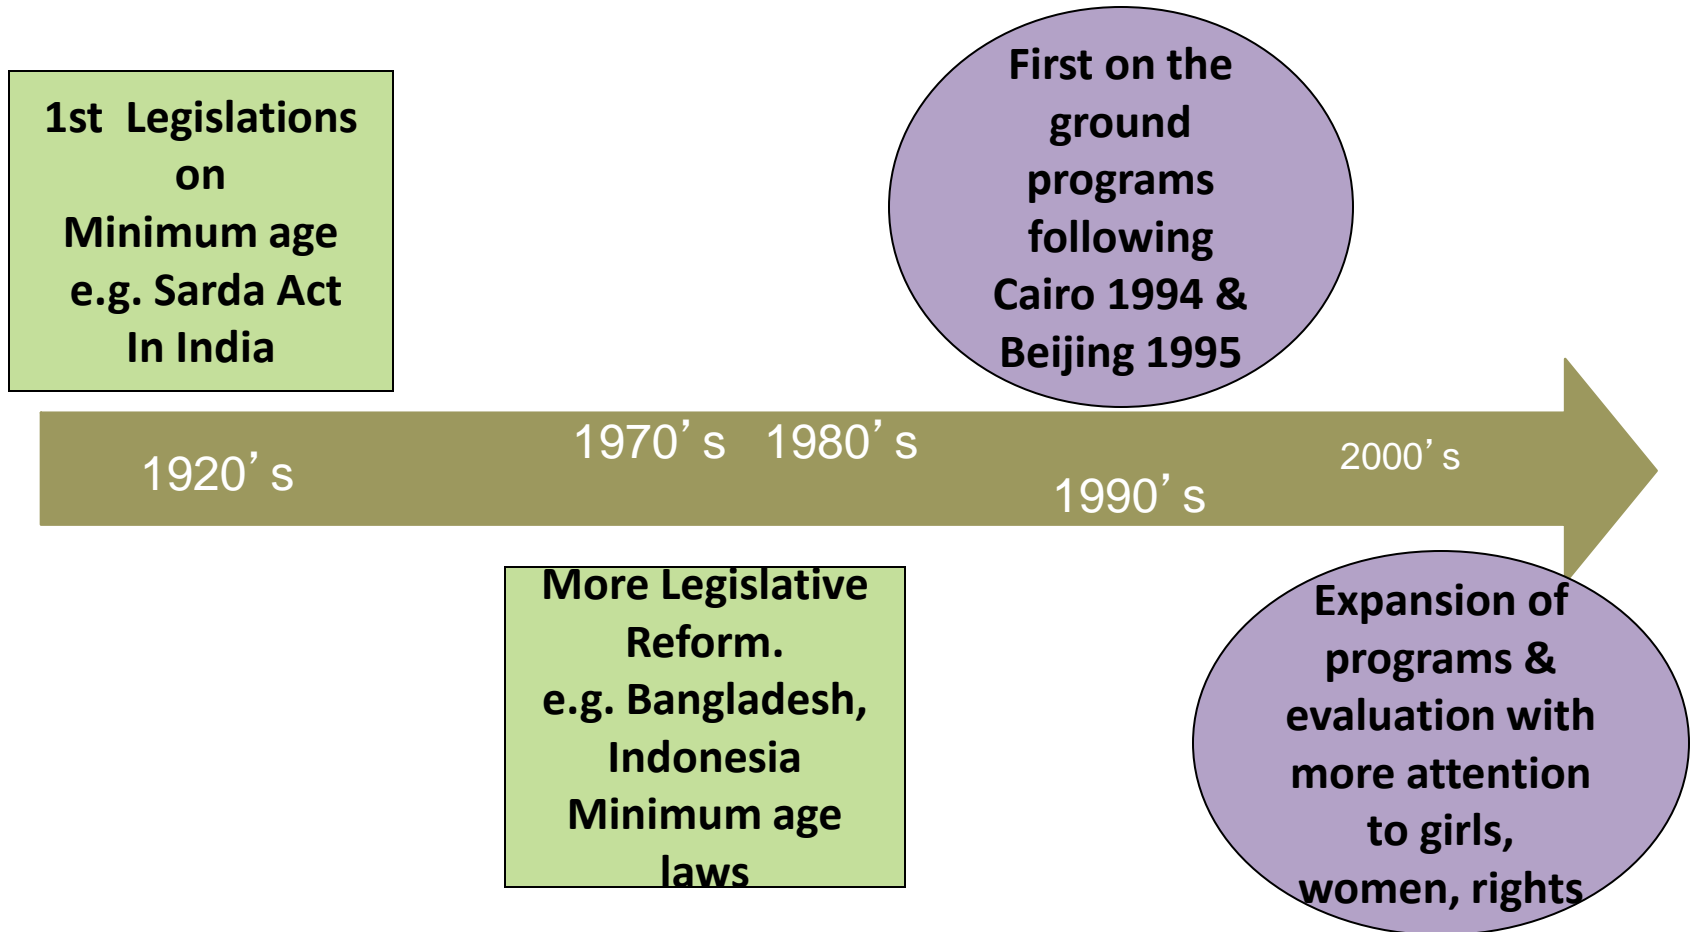 1st  Legislations
on
Minimum age
e.g. Sarda Act
In India
First on the
ground
programs
following
Cairo 1994 &
Beijing 1995
1920’s
1970’s 1980’s
1990’s
2000’s
More Legislative
Reform.
e.g. Bangladesh,
Indonesia
Minimum age
laws
Expansion of
programs &
evaluation with
more attention
to girls,
women, rights